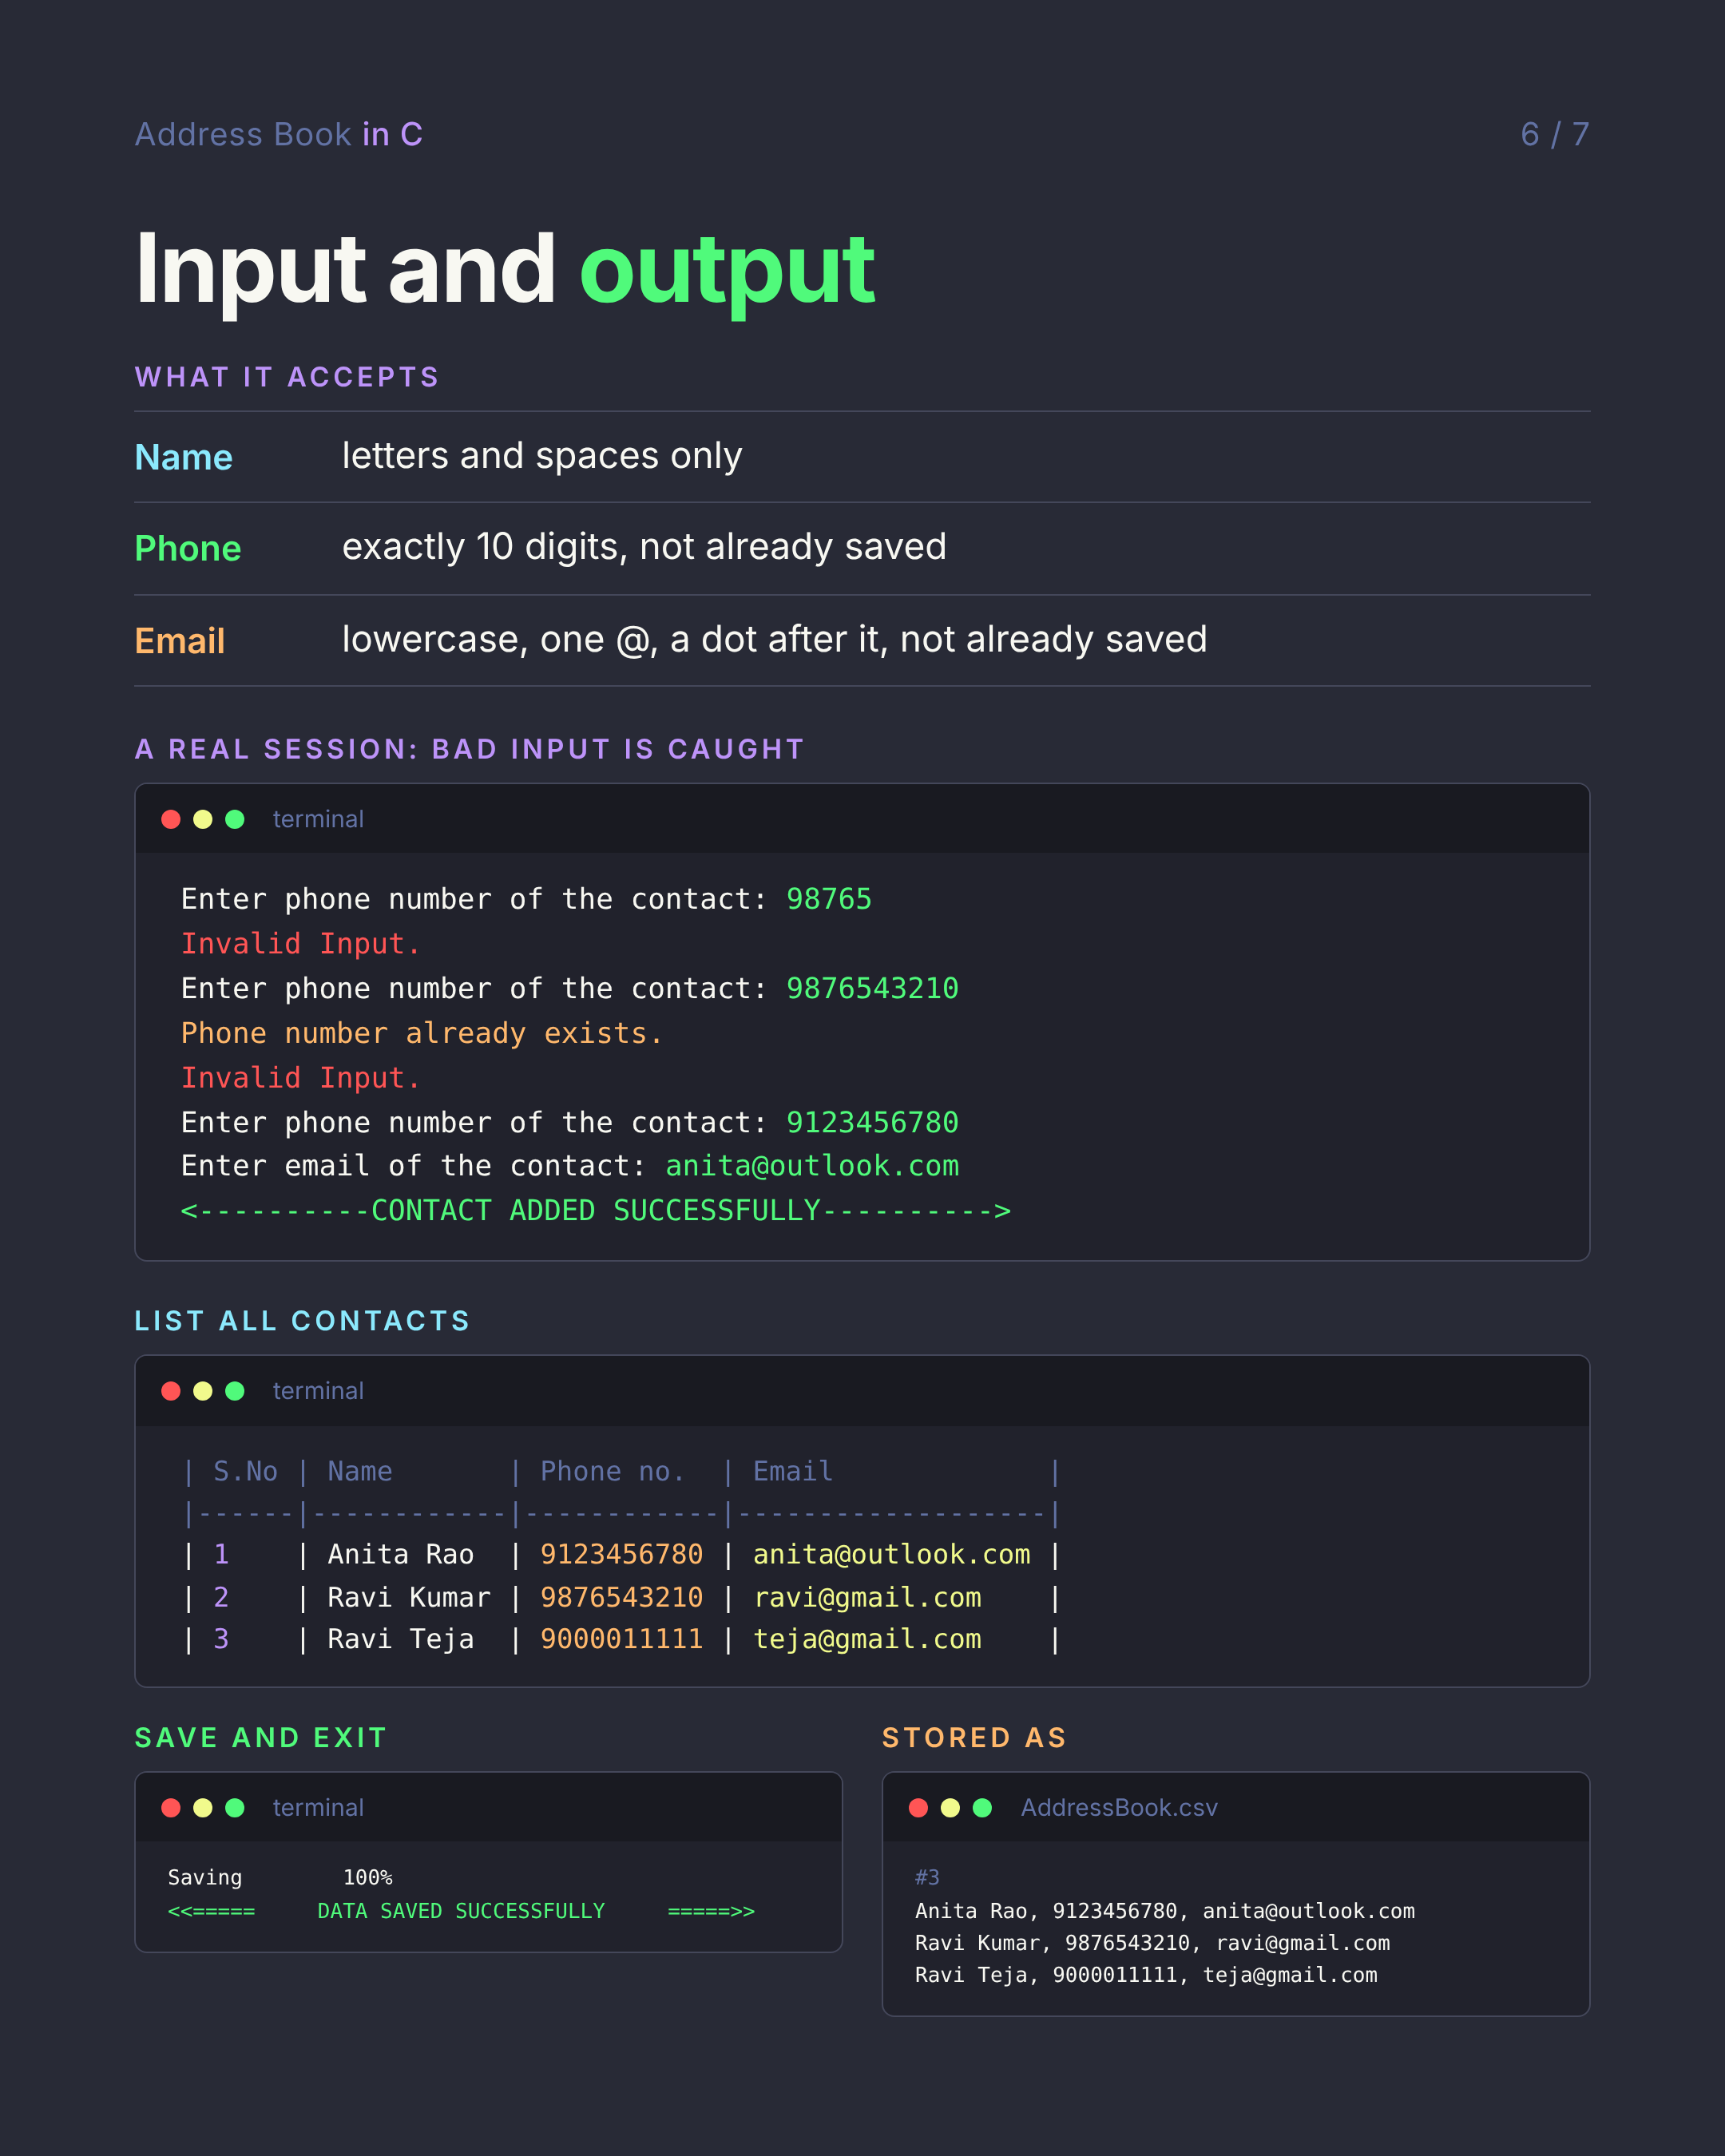 Address Book in C
6 / 7
Input and output
WHAT IT ACCEPTS
Name letters and spaces only
Phone exactly 10 digits, not already saved
Email lowercase, one @, a dot after it, not already saved
A REAL SESSION: BAD INPUT IS CAUGHT
terminal
Enter phone number of the contact: 98765
Invalid Input.
Enter phone number of the contact: 9876543210
Phone number already exists.
Invalid Input.
Enter phone number of the contact: 9123456780
Enter email of the contact: anita@outlook.com
<----------CONTACT ADDED SUCCESSFULLY---------->
LIST ALL CONTACTS
terminal
| S.No | Name       | Phone no.  | Email             |
|------|------------|------------|-------------------|
| 1    | Anita Rao  | 9123456780 | anita@outlook.com |
| 2    | Ravi Kumar | 9876543210 | ravi@gmail.com    |
| 3    | Ravi Teja  | 9000011111 | teja@gmail.com    |
SAVE AND EXIT
terminal
Saving        100%
<<=====     DATA SAVED SUCCESSFULLY     =====>>
STORED AS
AddressBook.csv
#3
Anita Rao, 9123456780, anita@outlook.com
Ravi Kumar, 9876543210, ravi@gmail.com
Ravi Teja, 9000011111, teja@gmail.com